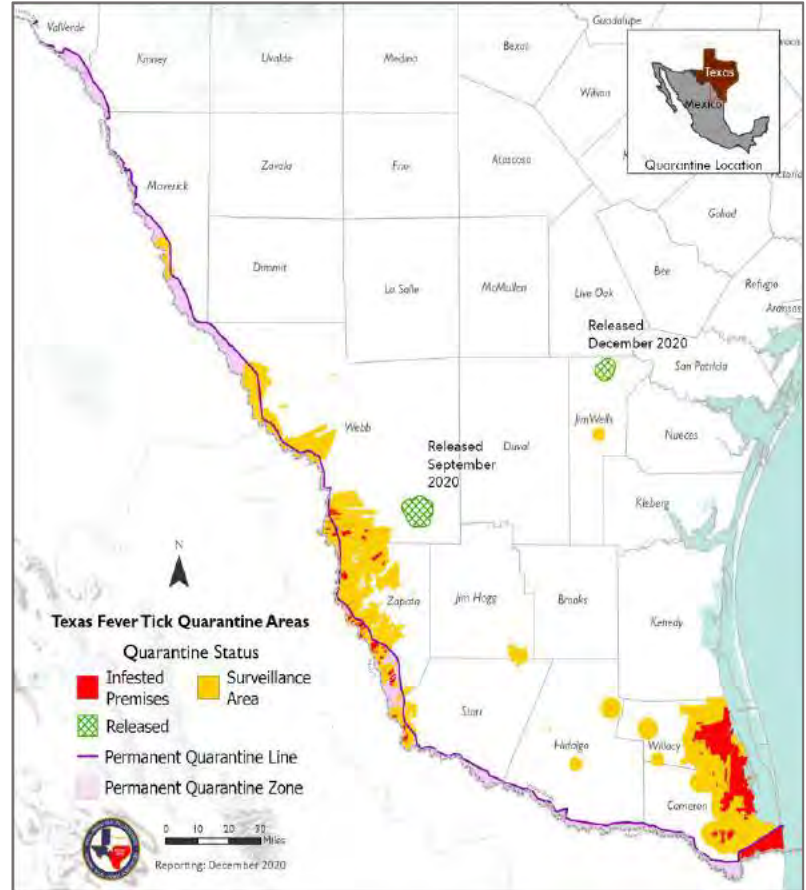 ValVerde
Kinney
Uvalde
Medina
Bexar
Guadalupe
Wilson
Texas
Mexico
Quarantine Location
Victoria
Maverick
Zavala
Frio
Atascosa
Goliad
Dimmit
La Salle
McMullen
Live Oak
Bee
Refugio
Aransas
Released
December 2020
San Patricio
Webb
Duval
Jim Wells
Nueces
Released
September
2020
Kleberg
N
Zapata
Jim Hogg
Brooks
Kenedy
Texas Fever Tick Quarantine Areas
Quarantine Status
Infested
Premises
Surveillance
Area
Released
Starr
Hidalgo
Willacy
Permanent Quarantine Line
Cameron
Permanent Quarantine Zone
0 10 20 30
Miles
Reporting: December 2020